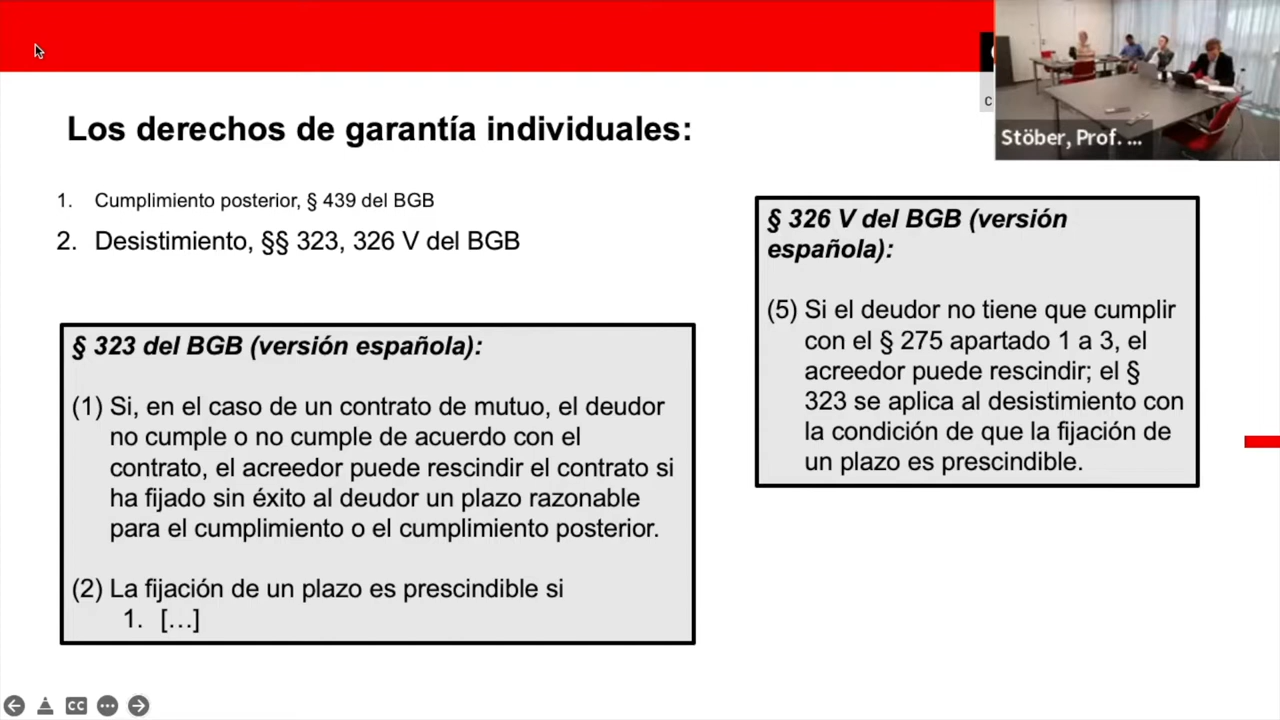 Stöber, Prof. ...
Los derechos de garantía individuales:
1. Cumplimiento posterior, § 439 del BGB
2. Desistimiento, §§ 323, 326 V del BGB
§ 323 del BGB (versión española):
(1) Si, en el caso de un contrato de mutuo, el deudor
no cumple o no cumple de acuerdo con el
contrato, el acreedor puede rescindir el contrato si
ha fijado sin éxito al deudor un plazo razonable
para el cumplimiento o el cumplimiento posterior.
(2) La fijación de un plazo es prescindible si
1. […]
§ 326 V del BGB (versión
española):
(5) Si el deudor no tiene que cumplir
con el § 275 apartado 1 a 3, el
acreedor puede rescindir; el §
323 se aplica al desistimiento con
la condición de que la fijación de
un plazo es prescindible.
CC